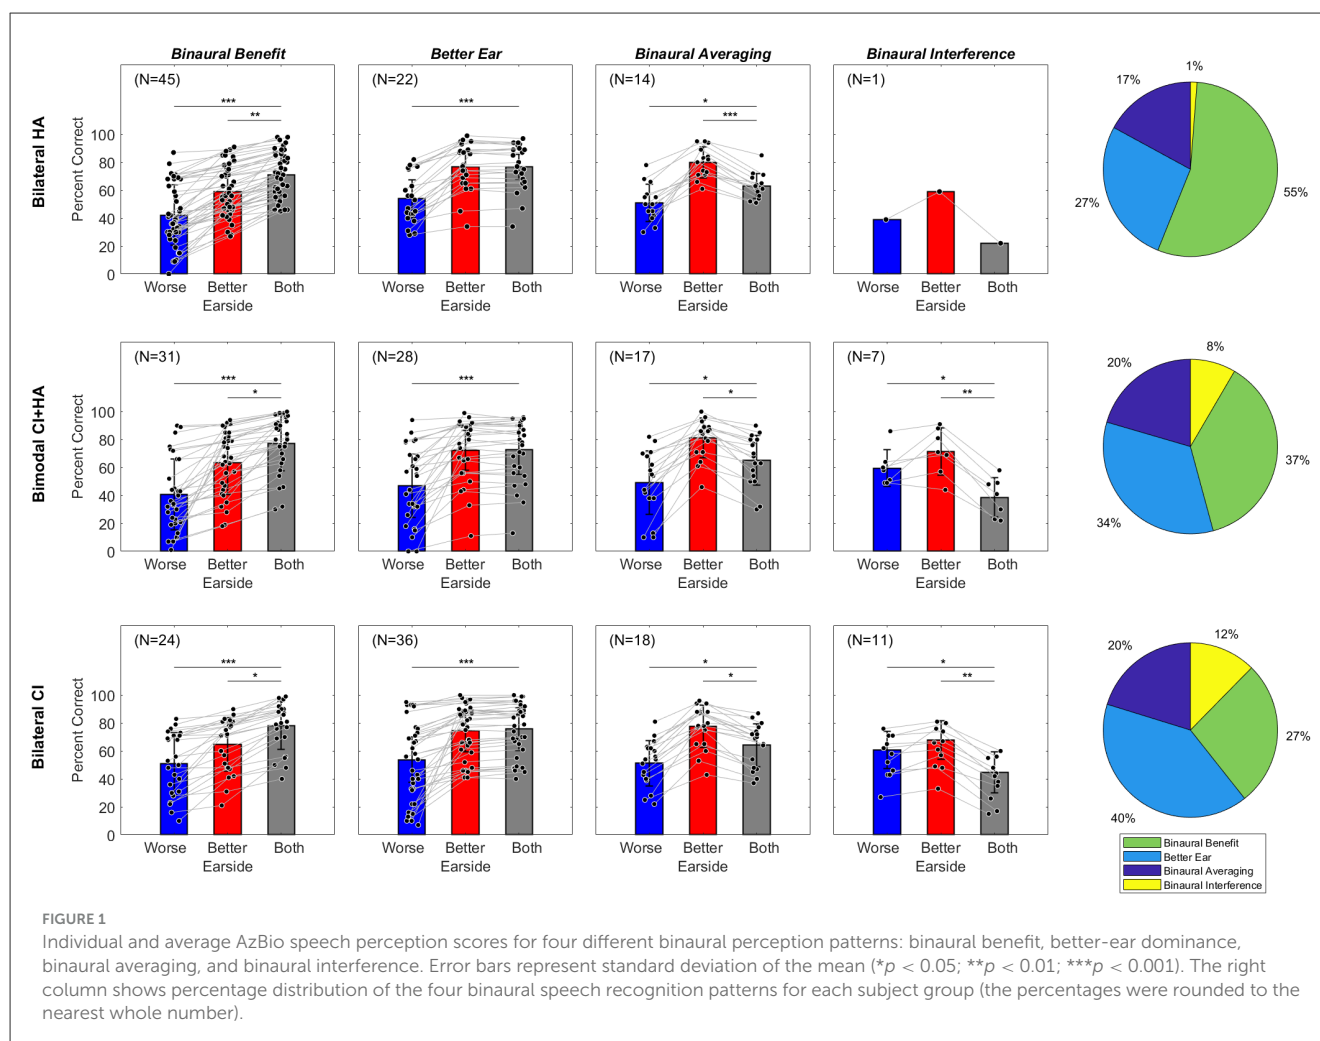 Binaural Benefit Better Ear Binaural Averaging Binaural Interference
Bilateral HA
Percent Correct
(N=45)
***
**
100
80
60
40
20
0
Worse Better Both
Earside
(N=22)
***
Worse Better Both
Earside
(N=14)
*
***
Worse Better Both
Earside
(N=1)
Worse Better Both
Earside
1%
17%
27%
55%
Bimodal CI+HA
Percent Correct
(N=31)
***
*
100
80
60
40
20
0
Worse Better Both
Earside
(N=28)
***
Worse Better Both
Earside
(N=17)
*
*
Worse Better Both
Earside
(N=7)
*
**
Worse Better Both
Earside
8%
20%
37%
34%
Bilateral CI
Percent Correct
(N=24)
***
*
100
80
60
40
20
0
Worse Better Both
Earside
(N=36)
***
Worse Better Both
Earside
(N=18)
*
*
Worse Better Both
Earside
(N=11)
*
**
Worse Better Both
Earside
12%
20%
27%
40%
Binaural Benefit
Better Ear
Binaural Averaging
Binaural Interference
FIGURE 1
Individual and average AzBio speech perception scores for four different binaural perception patterns: binaural benefit, better-ear dominance,
binaural averaging, and binaural interference. Error bars represent standard deviation of the mean (*p < 0.05; **p < 0.01; ***p < 0.001). The right
column shows percentage distribution of the four binaural speech recognition patterns for each subject group (the percentages were rounded to the
nearest whole number).